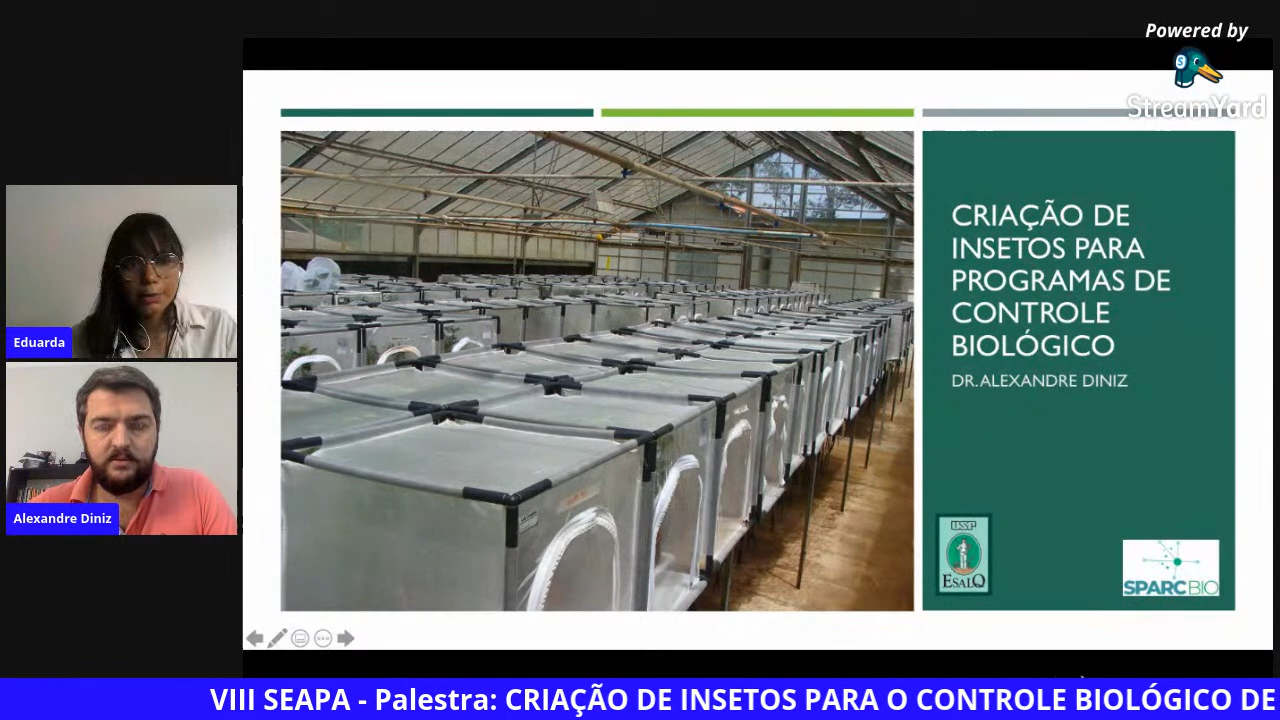 Powered by
StreamYard
CRIAÇÃO DE
INSETOS PARA
PROGRAMAS DE
CONTROLE
BIOLÓGICO
DR. ALEXANDRE DINIZ
Eduarda
Alexandre Diniz
USP
ESALQ
SPARCBIO
VIII SEAPA - Palestra: CRIAÇÃO DE INSETOS PARA O CONTROLE BIOLÓGICO DE